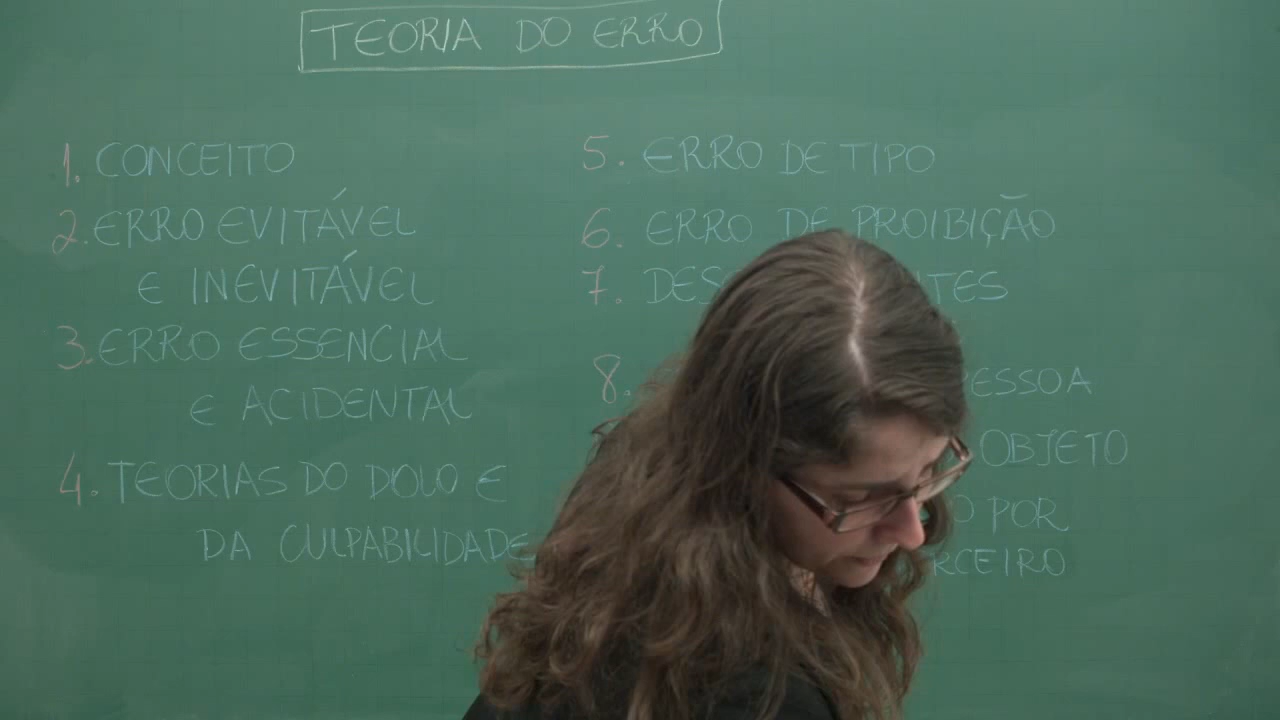 TEORIA DO ERRO
1. CONCEITO
2. ERRO EVITÁVEL
E INEVITÁVEL
3. ERRO ESSENCIAL
E ACIDENTAL
4. TEORIAS DO DOLO E
DA CULPABILIDADE
5. ERRO DE TIPO
6. ERRO DE PROIBIÇÃO
7.
8.
OBJETO
POR